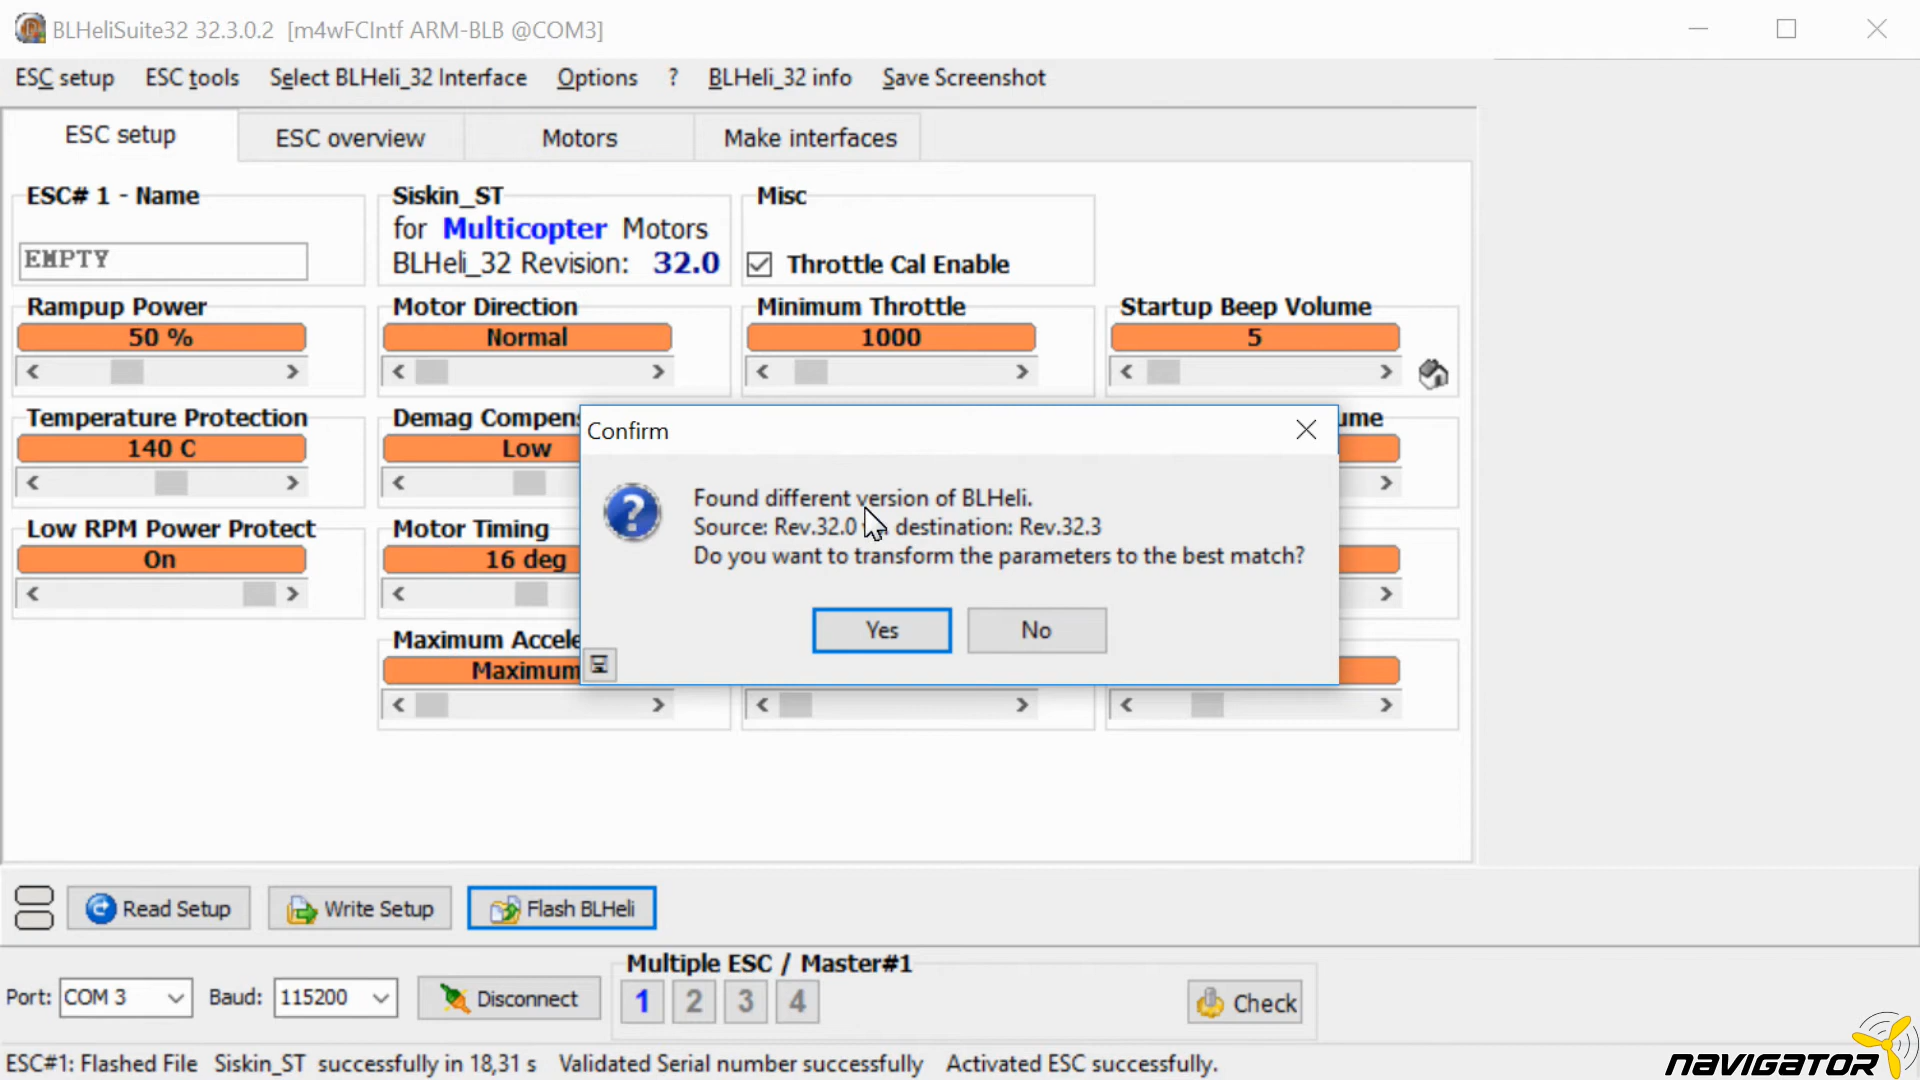 BLHeliSuite32 32.3.0.2 [m4wFCIntf ARM-BLB @COM3]
ESC setup ESC tools Select BLHeli_32 Interface Options ? BLHeli_32 info Save Screenshot
ESC setup ESC overview Motors Make interfaces
ESC# 1 - Name Siskin_ST Misc
for Multicopter Motors
EMPTY BLHeli_32 Revision: 32.0 Throttle Cal Enable
Rampup Power Motor Direction Minimum Throttle Startup Beep Volume
50 % Normal 1000 5
Temperature Protection Demag Compens ume
140 C Low
Low RPM Power Protect Motor Timing
On 16 deg
Maximum Accele
Maximum
Confirm
Found different version of BLHeli.
Source: Rev.32.0 destination: Rev.32.3
Do you want to transform the parameters to the best match?
Yes No
Read Setup Write Setup Flash BLHeli
Multiple ESC / Master#1
Port: COM 3 Baud: 115200 Disconnect 1 2 3 4 Check
ESC#1: Flashed File Siskin_ST successfully in 18,31 s Validated Serial number successfully Activated ESC successfully.
NAVIGATOR